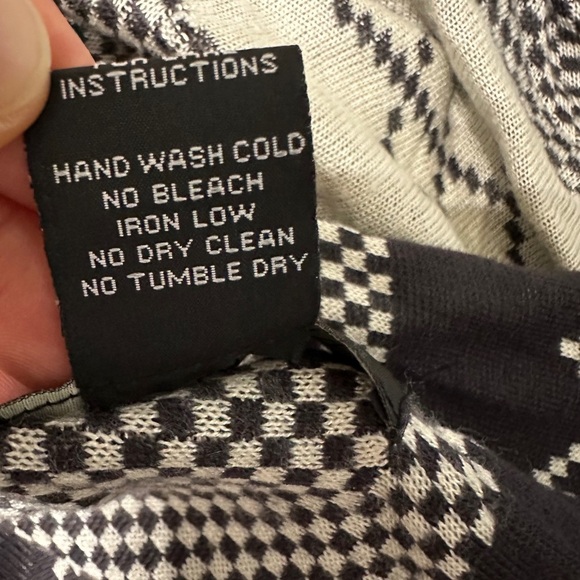 INSTRUCTIONS
HAND WASH COLD
NO BLEACH
IRON LOW
NO DRY CLEAN
NO TUMBLE DRY